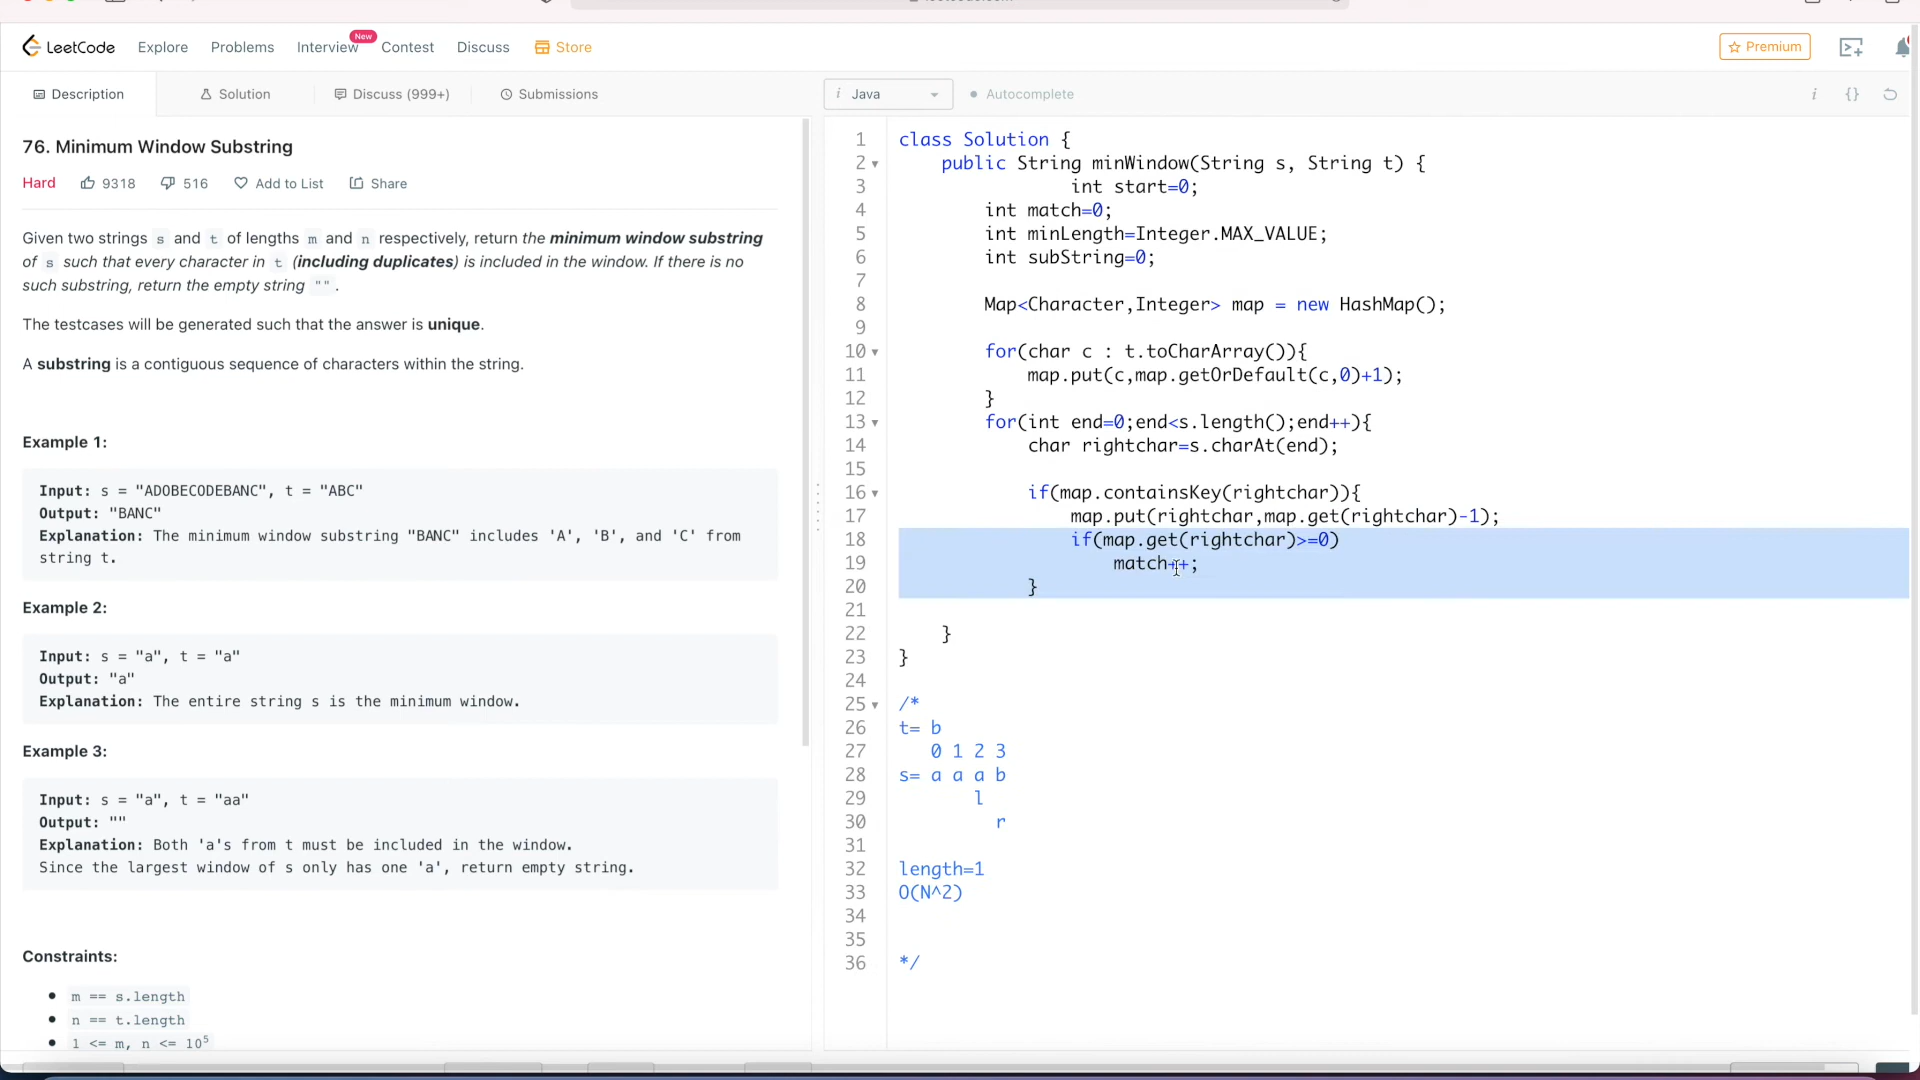 LeetCode Explore Problems Interview New Contest Discuss Store Premium
Description Solution Discuss (999+) Submissions
i Java Autocomplete i {}
76. Minimum Window Substring
Hard 9318 516 Add to List Share
Given two strings s and t of lengths m and n respectively, return the minimum window substring
of s such that every character in t (including duplicates) is included in the window. If there is no
such substring, return the empty string "" .
The testcases will be generated such that the answer is unique.
A substring is a contiguous sequence of characters within the string.
Example 1:
Input: s = "ADOBECODEBANC", t = "ABC"
Output: "BANC"
Explanation: The minimum window substring "BANC" includes 'A', 'B', and 'C' from
string t.
Example 2:
Input: s = "a", t = "a"
Output: "a"
Explanation: The entire string s is the minimum window.
Example 3:
Input: s = "a", t = "aa"
Output: ""
Explanation: Both 'a's from t must be included in the window.
Since the largest window of s only has one 'a', return empty string.
Constraints:
• m == s.length
• n == t.length
• 1 <= m, n <= 10^5
1 class Solution {
2 public String minWindow(String s, String t) {
3 int start=0;
4 int match=0;
5 int minLength=Integer.MAX_VALUE;
6 int subString=0;
7
8 Map<Character,Integer> map = new HashMap();
9
10 for(char c : t.toCharArray()){
11 map.put(c,map.getOrDefault(c,0)+1);
12 }
13 for(int end=0;end<s.length();end++){
14 char rightchar=s.charAt(end);
15
16 if(map.containsKey(rightchar)){
17 map.put(rightchar,map.get(rightchar)-1);
18 if(map.get(rightchar)>=0)
19 match++;
20 }
21
22 }
23 }
24
25 /*
26 t= b
27 0 1 2 3
28 s= a a a b
29 l
30 r
31
32 length=1
33 O(N^2)
34
35
36 */